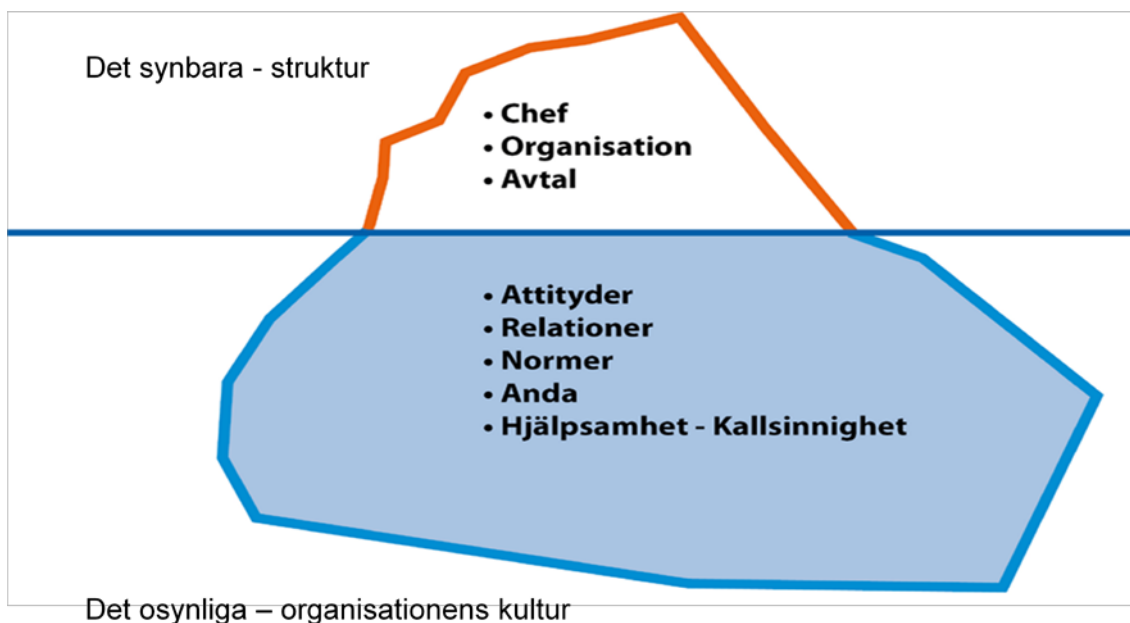 Det synbara - struktur
• Chef
• Organisation
• Avtal
• Attityder
• Relationer
• Normer
• Anda
• Hjälpsamhet - Kallsinnighet
Det osynliga – organisationens kultur